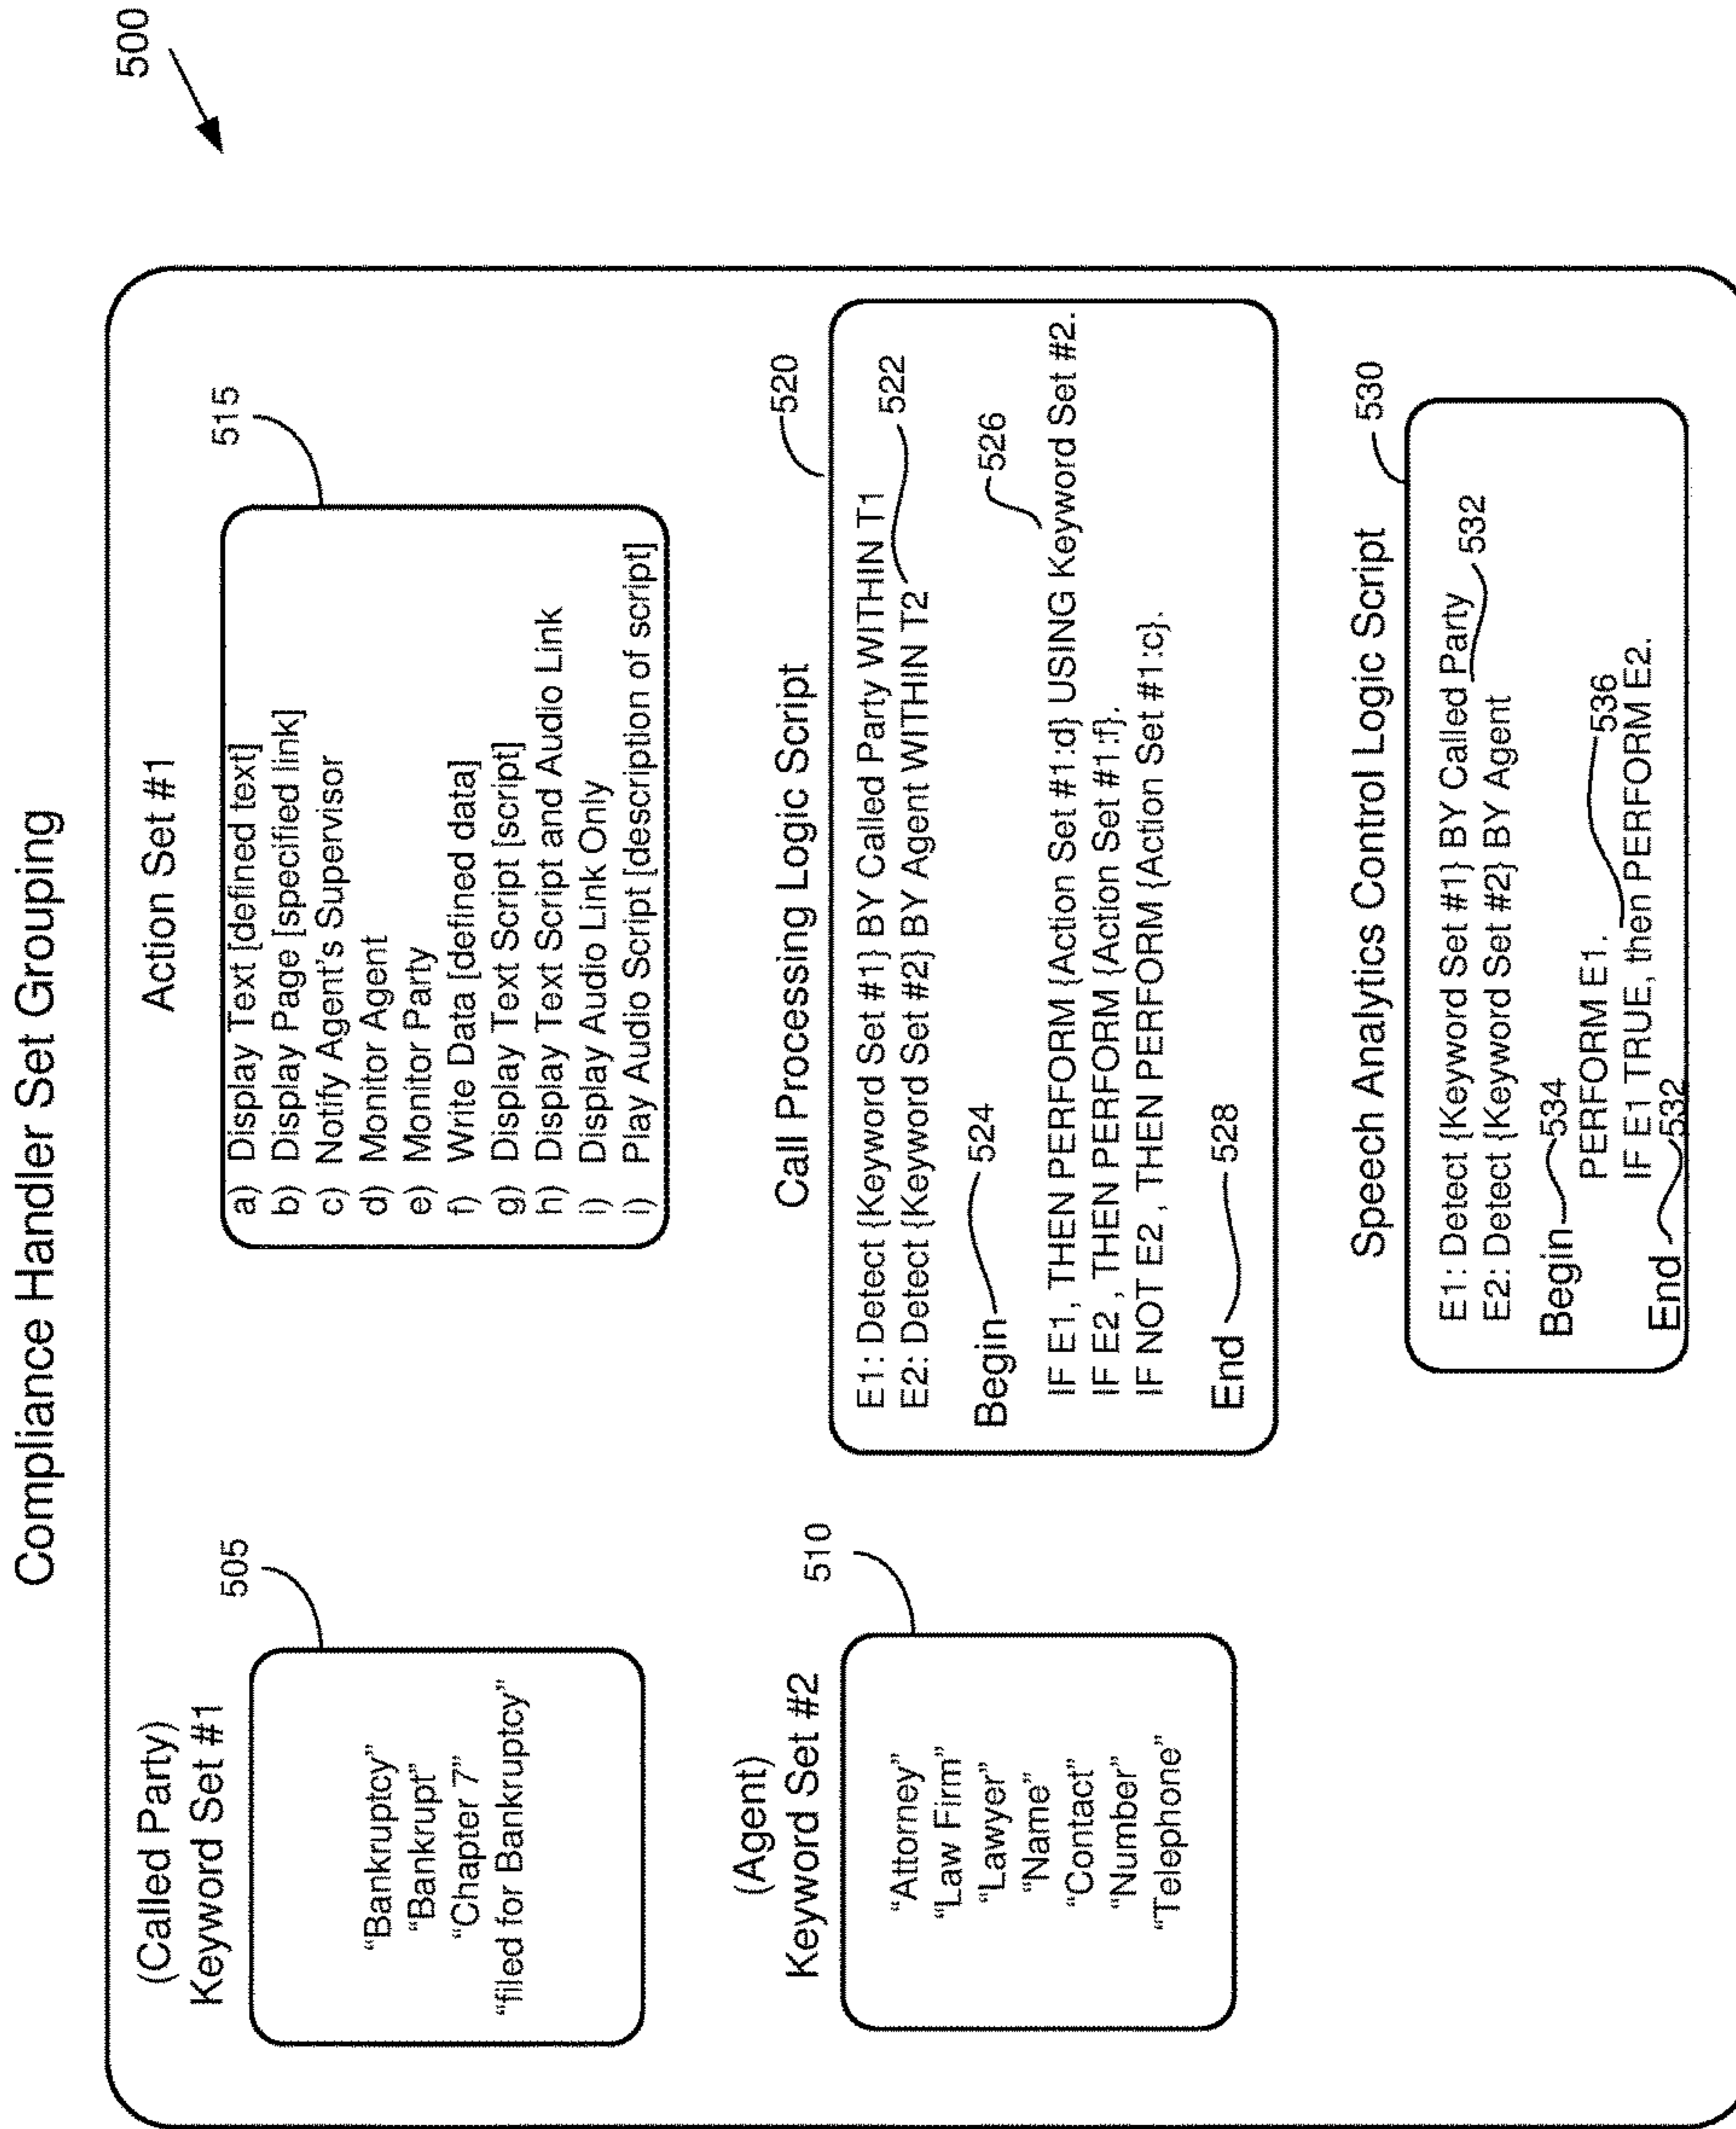 Compliance Handler Set Grouping
500
(Called Party)
Keyword Set #1
505
“Bankruptcy”
“Bankrupt”
“Chapter 7”
“filed for Bankruptcy”
(Agent)
Keyword Set #2
510
“Attorney”
“Law Firm”
“Lawyer”
“Name”
“Contact”
“Number”
“Telephone”
Action Set #1
515
a) Display Text [defined text]
b) Display Page [specified link]
c) Notify Agent's Supervisor
d) Monitor Agent
e) Monitor Party
f) Write Data [defined data]
g) Display Text Script [script]
h) Display Text Script and Audio Link
i) Display Audio Link Only
j) Play Audio Script [description of script]
Call Processing Logic Script
520
E1: Detect {Keyword Set #1} BY Called Party WITHIN T1
E2: Detect {Keyword Set #2} BY Agent WITHIN T2
522
Begin 524
526
IF E1, THEN PERFORM {Action Set #1:d} USING Keyword Set #2.
IF E2 , THEN PERFORM {Action Set #1:f}.
IF NOT E2 , THEN PERFORM {Action Set #1:c}.
End 528
Speech Analytics Control Logic Script
530
E1: Detect {Keyword Set #1} BY Called Party
E2: Detect {Keyword Set #2} BY Agent
532
Begin 534
PERFORM E1. 536
IF E1 TRUE, then PERFORM E2.
End 532